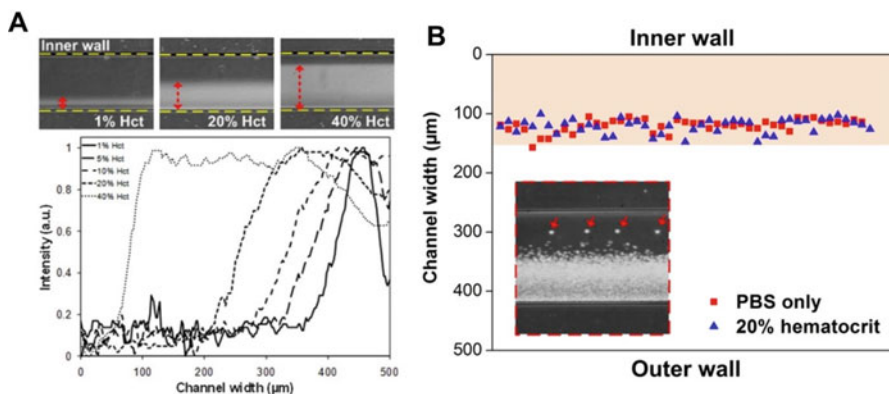 A
Inner wall
1% Hct
20% Hct
40% Hct
1% Hct
5% Hct
10% Hct
20% Hct
40% Hct
Intensity (a.u.)
1
0.8
0.6
0.4
0.2
0
0
100
200
300
400
500
Channel width (µm)
B
Inner wall
Channel width (µm)
0
100
200
300
400
500
PBS only
20% hematocrit
Outer wall